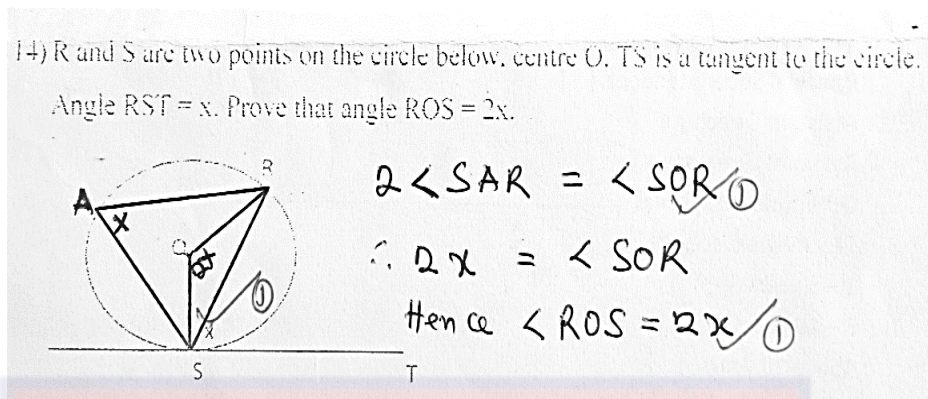 14) R and S are two points on the circle below, centre O. TS is a tangent to the circle.
Angle RST = x. Prove that angle ROS = 2x.
R
A
x
O
x
S
T
①
2 < SAR = < SOR ①
∴ 2x = < SOR
Hence < ROS = 2x ①